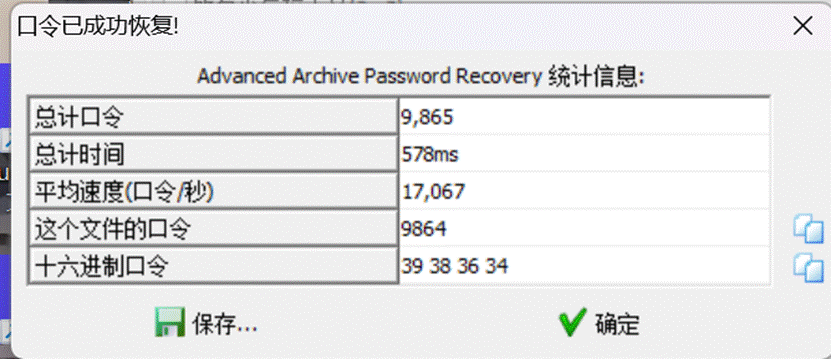 口令已成功恢复!
Advanced Archive Password Recovery 统计信息:
总计口令 9,865
总计时间 578ms
平均速度(口令/秒) 17,067
这个文件的口令 9864
十六进制口令 39 38 36 34
保存... 确定